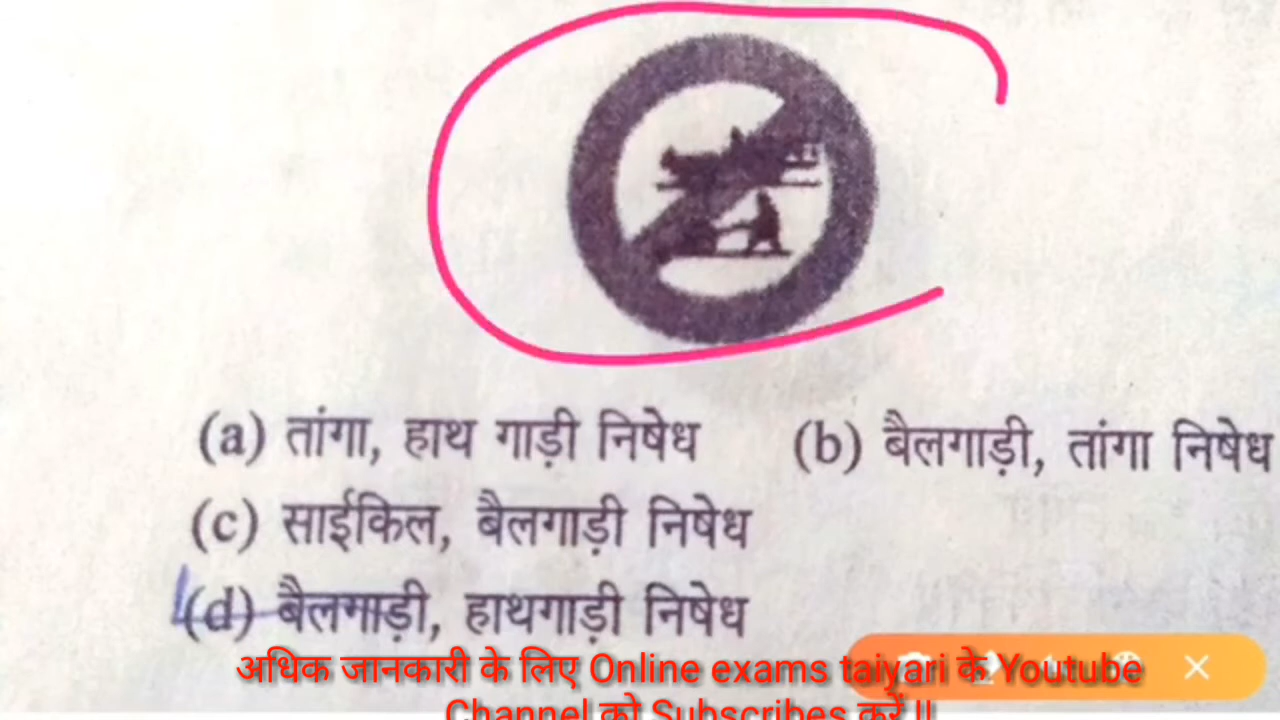 (a) तांगा, हाथ गाड़ी निषेध (b) बैलगाड़ी, तांगा निषेध
(c) साईकिल, बैलगाड़ी निषेध
(d) बैलगाड़ी, हाथगाड़ी निषेध
अधिक जानकारी के लिए Online exams taiyari के Youtube
Channel को Subscribes करें !!